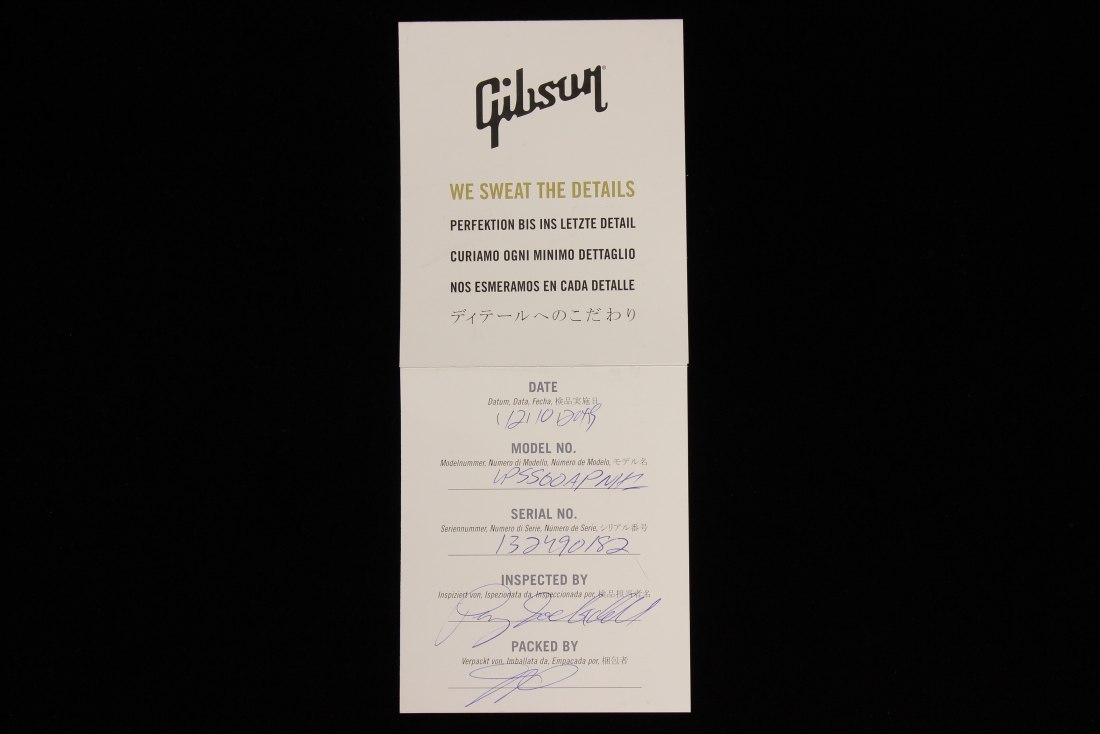 Gibson®
WE SWEAT THE DETAILS
PERFEKTION BIS INS LETZTE DETAIL
CURIAMO OGNI MINIMO DETTAGLIO
NOS ESMERAMOS EN CADA DETALLE
ディテールへのこだわり
DATE
Datum, Data, Fecha, 検品実施日
MODEL NO.
Modelnummer, Numero di Modello, Número de Modelo, モデル名
SERIAL NO.
Seriennummer, Numero di Serie, Número de Serie, シリアル番号
132490182
INSPECTED BY
Inspiziert von, Ispezionata da, Inspeccionada por, 検品担当者名
PACKED BY
Verpackt von, Imballata da, Empacada por, 梱包者